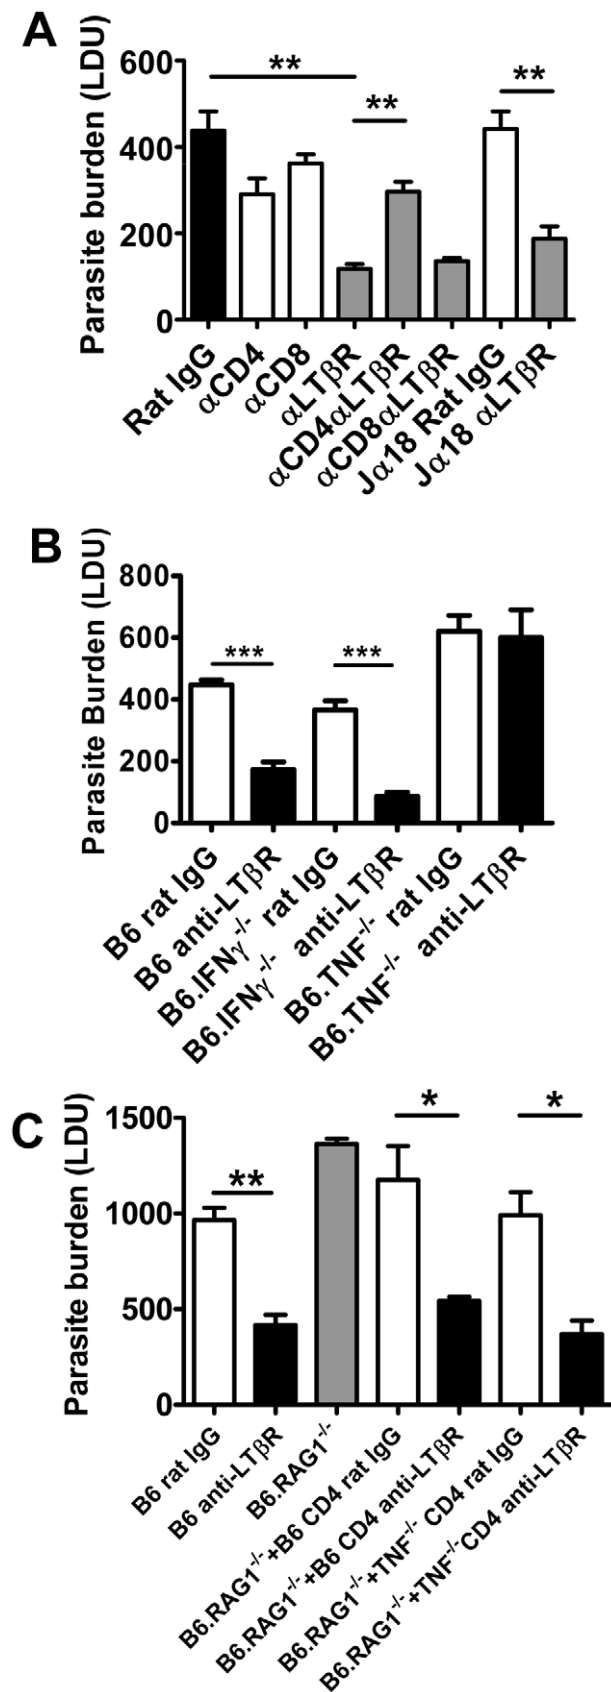 A
Parasite burden (LDU)
600
400
200
0
**
**
**
Rat IgG
αCD4
αCD8
αLTβR
αCD4αLTβR
αCD8αLTβR
Jα18 Rat IgG
Jα18 αLTβR
B
Parasite Burden (LDU)
800
600
400
200
0
***
***
B6 rat IgG
B6 anti-LTβR
B6.IFNγ-/- rat IgG
B6.IFNγ-/- anti-LTβR
B6.TNF-/- rat IgG
B6.TNF-/- anti-LTβR
C
Parasite burden (LDU)
1500
1000
500
0
**
*
*
B6 rat IgG
B6 anti-LTβR
B6.RAG1-/-
B6.RAG1-/-+B6 CD4 rat IgG
B6.RAG1-/-+B6 CD4 anti-LTβR
B6.RAG1-/-+TNF-/- CD4 rat IgG
B6.RAG1-/-+TNF-/-CD4 anti-LTβR